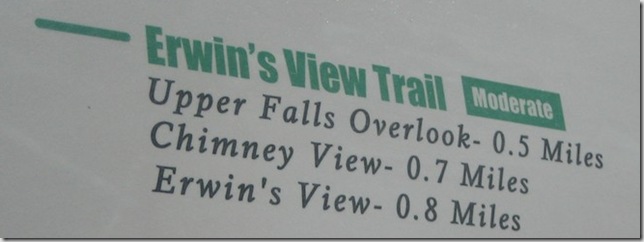 Erwin's View Trail Moderate
Upper Falls Overlook- 0.5 Miles
Chimney View- 0.7 Miles
Erwin's View- 0.8 Miles